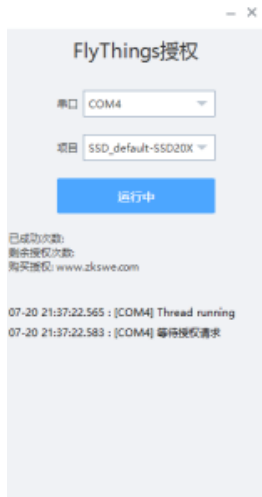 FlyThings授权
串口 COM4
项目 SSD_default-SSD20X
运行中
已成功次数:
剩余授权次数:
购买授权: www.zkswe.com
07-20 21:37:22.565 : [COM4] Thread running
07-20 21:37:22.583 : [COM4] 等待授权请求